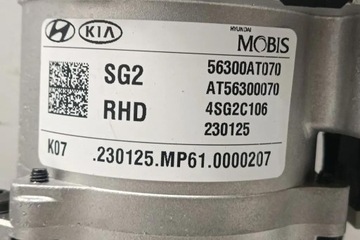 HYUNDAI
KIA MOBIS
SG2 56300AT070
AT56300070
RHD 4SG2C106
230125
K07 .230125.MP61.0000207